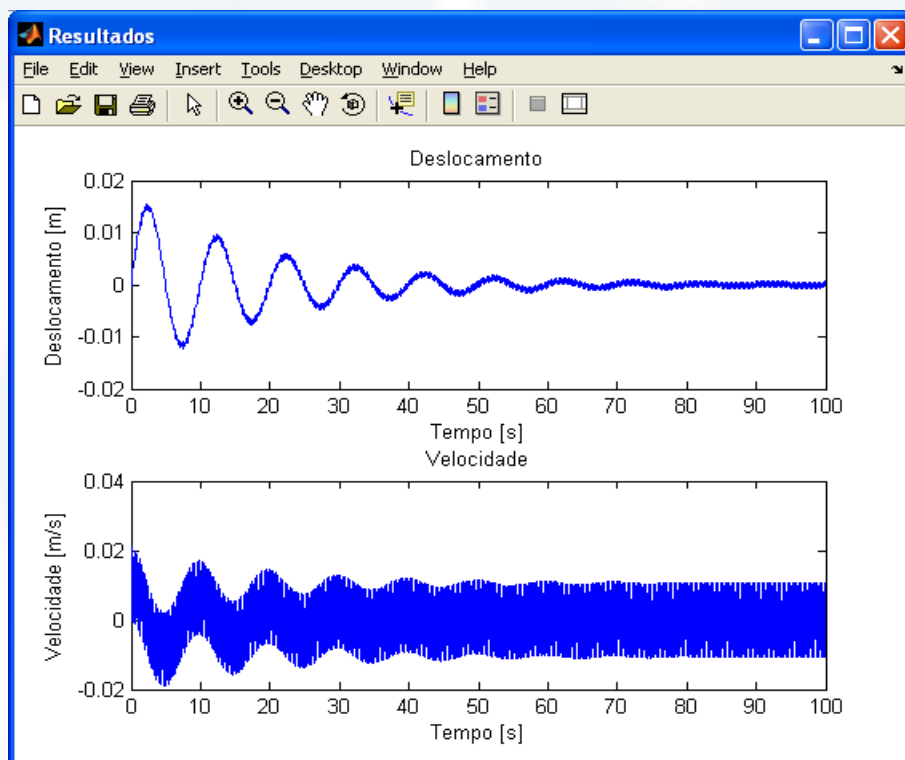 Resultados
File Edit View Insert Tools Desktop Window Help
Deslocamento
Deslocamento [m]
0.02
0.01
0
-0.01
-0.02
0 10 20 30 40 50 60 70 80 90 100
Tempo [s]
Velocidade
Velocidade [m/s]
0.04
0.02
0
-0.02
0 10 20 30 40 50 60 70 80 90 100
Tempo [s]